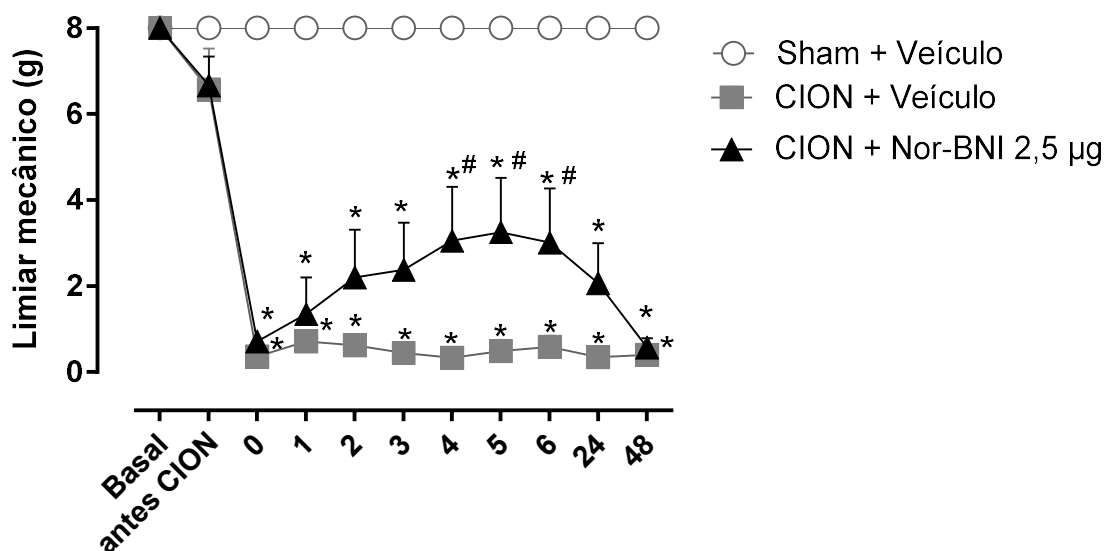 Limiar mecânico (g)
8
6
4
2
0
Sham + Veículo
CION + Veículo
CION + Nor-BNI 2,5 µg
* * * * * *# * # * # * *
* * * * * * * * *
Basal
antes CION
0
1
2
3
4
5
6
24
48